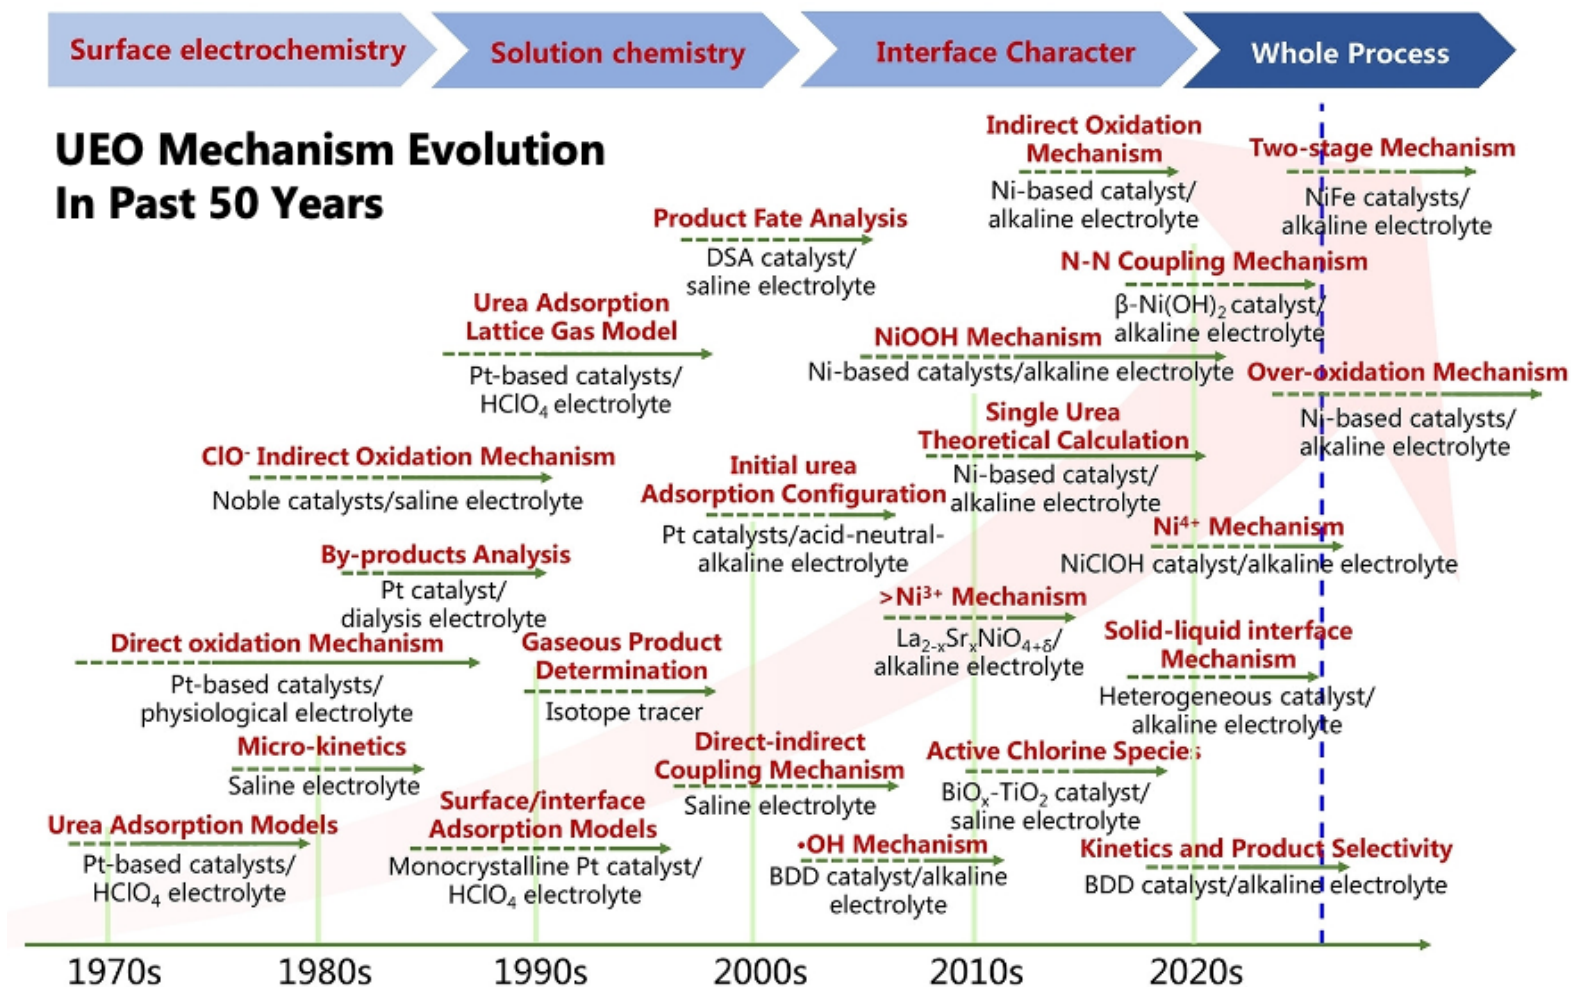 Surface electrochemistry
Solution chemistry
Interface Character
Whole Process
UEO Mechanism Evolution
In Past 50 Years
Indirect Oxidation
Mechanism
Ni-based catalyst/
alkaline electrolyte
Two-stage Mechanism
NiFe catalysts/
alkaline electrolyte
Product Fate Analysis
DSA catalyst/
saline electrolyte
N-N Coupling Mechanism
β-Ni(OH)₂ catalyst/
alkaline electrolyte
Urea Adsorption
Lattice Gas Model
Pt-based catalysts/
HClO₄ electrolyte
NiOOH Mechanism
Ni-based catalysts/alkaline electrolyte
Over-oxidation Mechanism
Ni-based catalysts/
alkaline electrolyte
Single Urea
Theoretical Calculation
Ni-based catalyst/
alkaline electrolyte
ClO⁻ Indirect Oxidation Mechanism
Noble catalysts/saline electrolyte
Initial urea
Adsorption Configuration
Pt catalysts/acid-neutral-
alkaline electrolyte
Ni⁴⁺ Mechanism
NiClOH catalyst/alkaline electrolyte
By-products Analysis
Pt catalyst/
dialysis electrolyte
>Ni³⁺ Mechanism
La₂₋ₓSrₓNiO₄₊δ/
alkaline electrolyte
Direct oxidation Mechanism
Pt-based catalysts/
physiological electrolyte
Gaseous Product
Determination
Isotope tracer
Solid-liquid interface
Mechanism
Heterogeneous catalyst/
alkaline electrolyte
Micro-kinetics
Saline electrolyte
Direct-indirect
Coupling Mechanism
Saline electrolyte
Active Chlorine Species
BiOₓ-TiO₂ catalyst/
saline electrolyte
Urea Adsorption Models
Pt-based catalysts/
HClO₄ electrolyte
Surface/interface
Adsorption Models
Monocrystalline Pt catalyst/
HClO₄ electrolyte
•OH Mechanism
BDD catalyst/alkaline
electrolyte
Kinetics and Product Selectivity
BDD catalyst/alkaline electrolyte
1970s
1980s
1990s
2000s
2010s
2020s